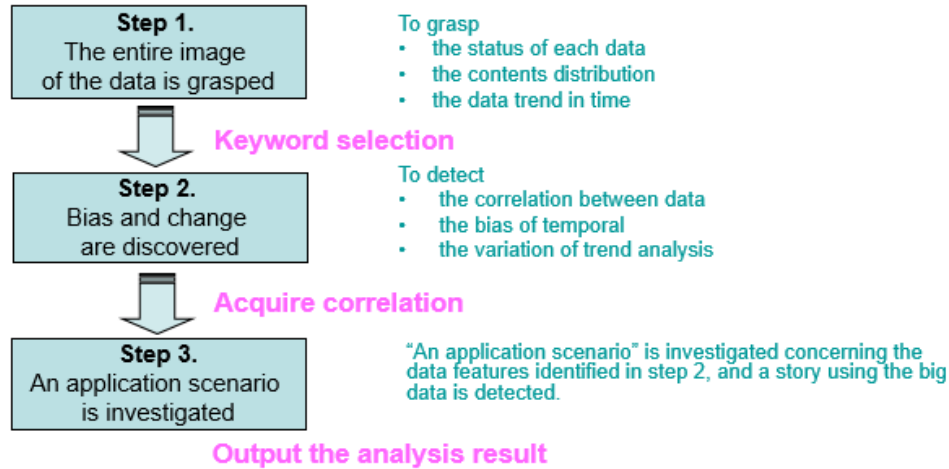 Step 1.
The entire image
of the data is grasped
To grasp
• the status of each data
• the contents distribution
• the data trend in time
Keyword selection
Step 2.
Bias and change
are discovered
To detect
• the correlation between data
• the bias of temporal
• the variation of trend analysis
Acquire correlation
Step 3.
An application scenario
is investigated
“An application scenario” is investigated concerning the
data features identified in step 2, and a story using the big
data is detected.
Output the analysis result